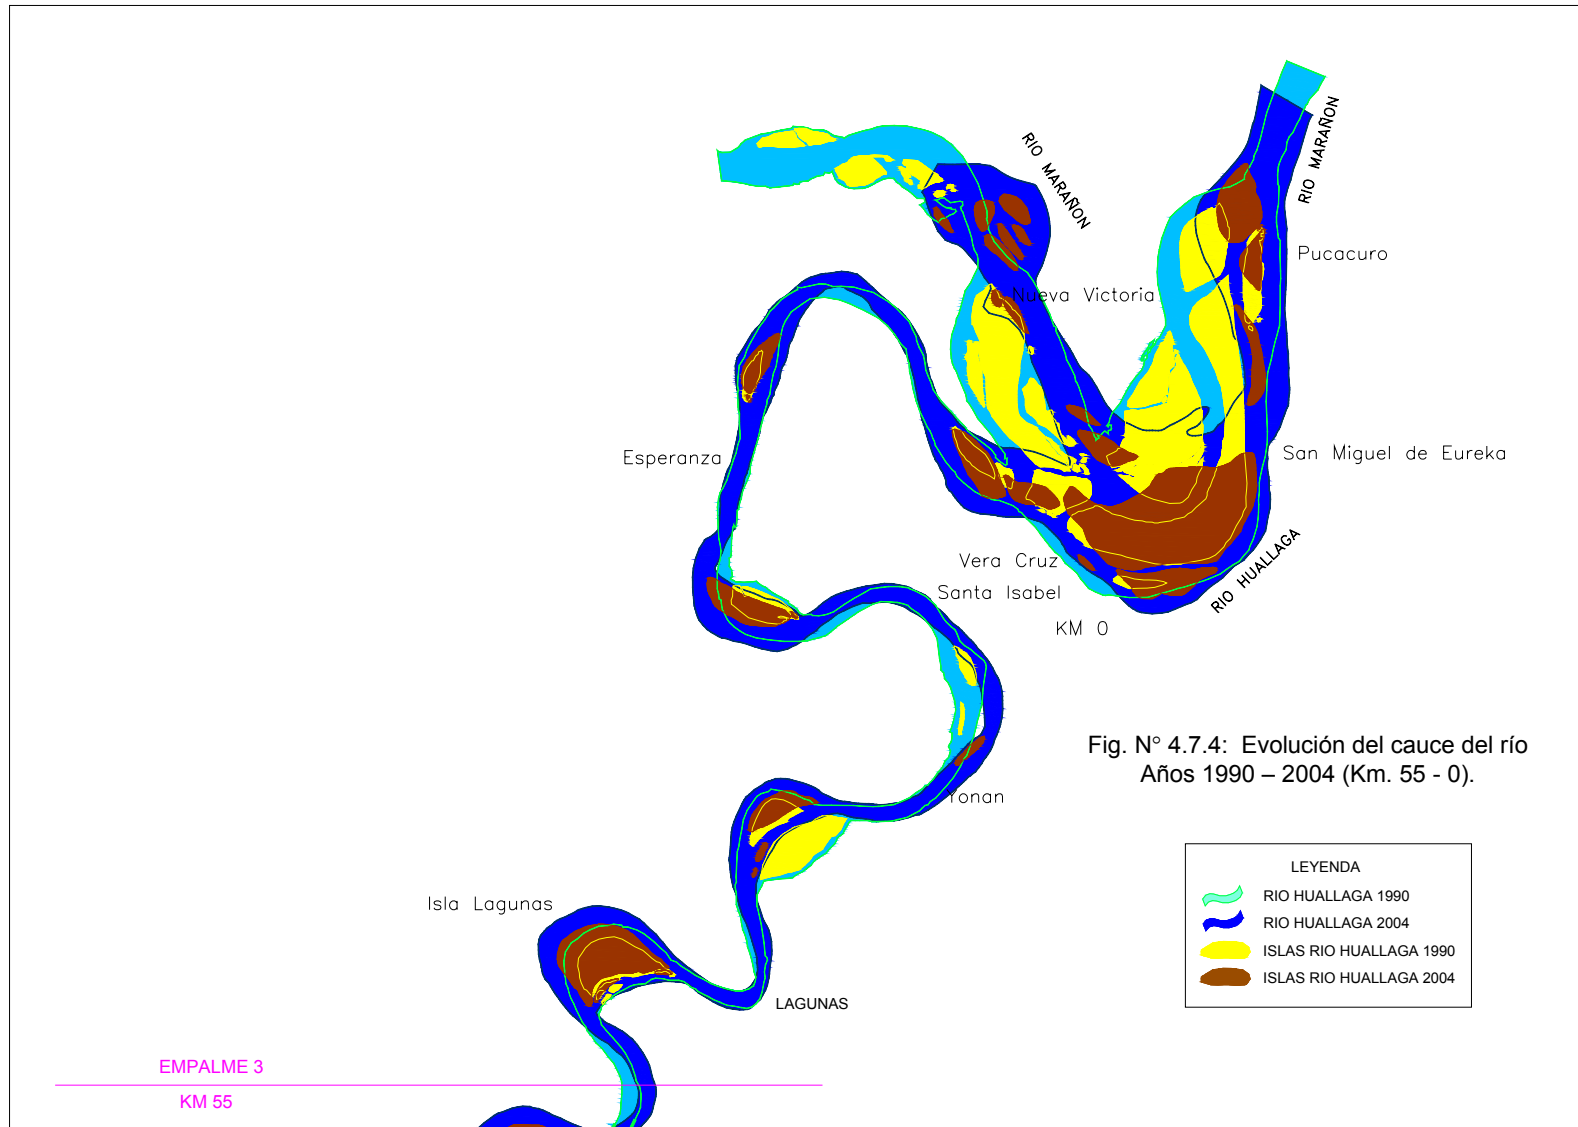 RIO MARAÑON
RIO MARAÑON
Pucacuro
Nueva Victoria
Esperanza
San Miguel de Eureka
Vera Cruz
RIO HUALLAGA
Santa Isabel
KM 0
Fig. N° 4.7.4: Evolución del cauce del río
Años 1990 – 2004 (Km. 55 - 0).
Yonan
LEYENDA
RIO HUALLAGA 1990
RIO HUALLAGA 2004
ISLAS RIO HUALLAGA 1990
ISLAS RIO HUALLAGA 2004
Isla Lagunas
LAGUNAS
EMPALME 3
KM 55